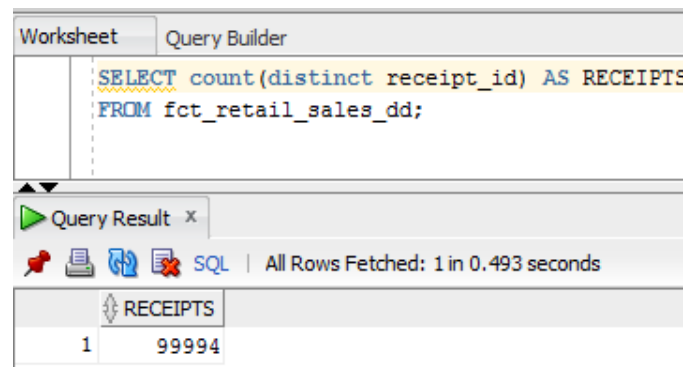 Worksheet Query Builder
SELECT count(distinct receipt_id) AS RECEIPTS
FROM fct_retail_sales_dd;
Query Result x
SQL | All Rows Fetched: 1 in 0.493 seconds
RECEIPTS
1 99994